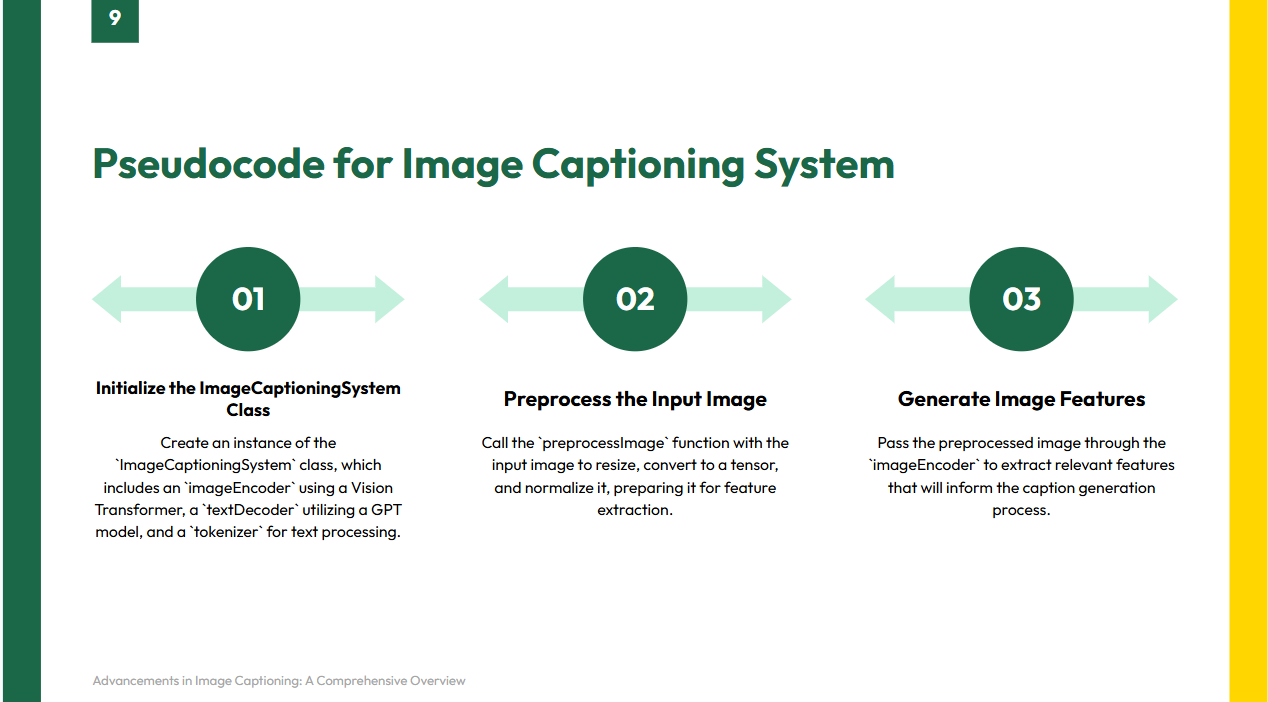 9
Pseudocode for Image Captioning System
01
02
03
Initialize the ImageCaptioningSystem
Class
Create an instance of the
`ImageCaptioningSystem` class, which
includes an `imageEncoder` using a Vision
Transformer, a `textDecoder` utilizing a GPT
model, and a `tokenizer` for text processing.
Preprocess the Input Image
Call the `preprocessImage` function with the
input image to resize, convert to a tensor,
and normalize it, preparing it for feature
extraction.
Generate Image Features
Pass the preprocessed image through the
`imageEncoder` to extract relevant features
that will inform the caption generation
process.
Advancements in Image Captioning: A Comprehensive Overview